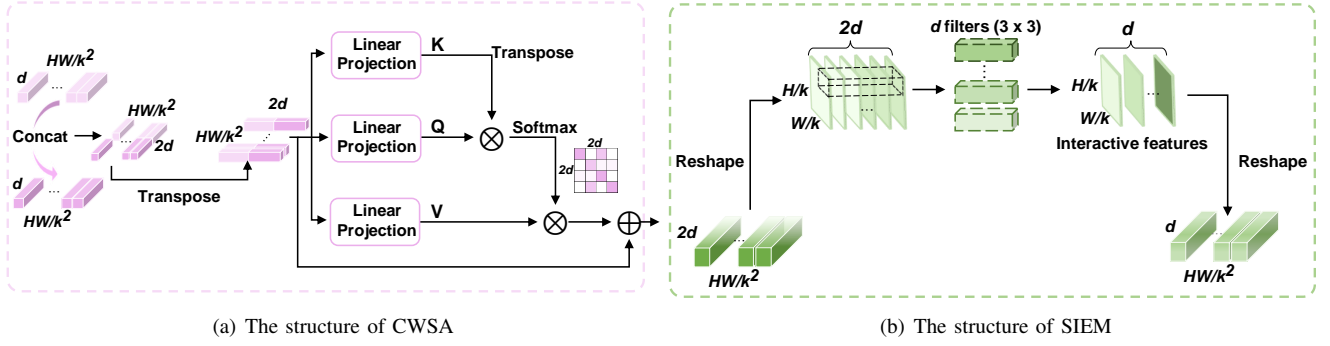 HW/k²
d
...
Concat
d
...
HW/k²
HW/k²
...
2d
Transpose
2d
HW/k²
...
Linear
Projection
K
Transpose
Linear
Projection
Q
Softmax
2d
2d
Linear
Projection
V
(a) The structure of CWSA
2d
H/k
W/k
...
d filters (3 x 3)
...
d
H/k
W/k
...
Interactive features
Reshape
Reshape
2d
...
HW/k²
d
...
HW/k²
(b) The structure of SIEM